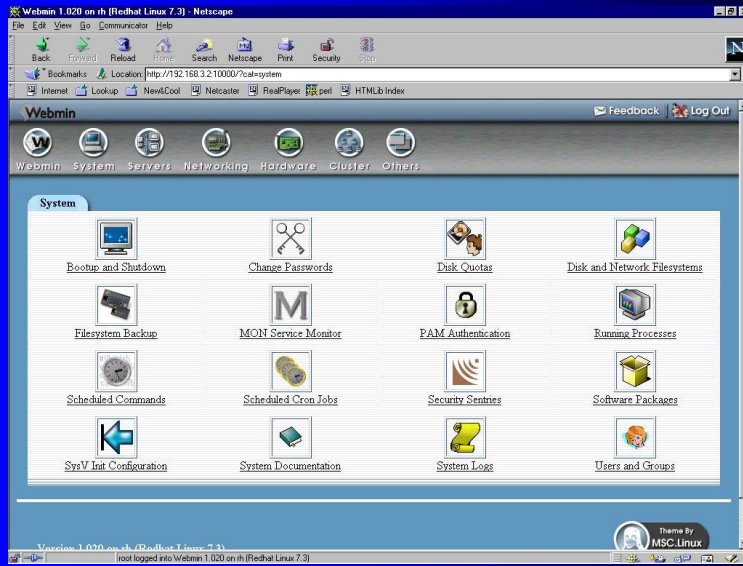 Webmin 1.020 on rh (Redhat Linux 7.3) - Netscape
File Edit View Go Communicator Help
Back Forward Reload Home Search Netscape Print Security Stop
Bookmarks Location: http://192.168.3.2:10000/?cat=system
Internet Lookup New&Cool Netcaster RealPlayer perl HTMLib Index
Webmin Feedback Log Out
Webmin System Servers Networking Hardware Cluster Others
System
Bootup and Shutdown Change Passwords Disk Quotas Disk and Network Filesystems
Filesystem Backup MON Service Monitor PAM Authentication Running Processes
Scheduled Commands Scheduled Cron Jobs Security Sentries Software Packages
SysV Init Configuration System Documentation System Logs Users and Groups
Version 1.020 on rh (Redhat Linux 7.3)
Theme By
MSC.Linux
root logged into Webmin 1.020 on rh (Redhat Linux 7.3)